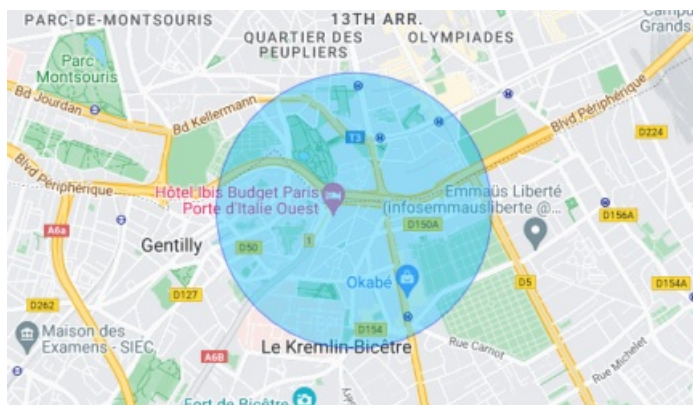 PARC-DE-MONTSOURIS
13TH ARR.
QUARTIER DES
PEUPLIERS
OLYMPIADES
Campu
Grands
Parc
Montsouris
Bd Jourdan
Bd Kellermann
T3
Blvd Périphérique
D224
Blvd Périphérique
Hôtel Ibis Budget Paris
Porte d'Italie Ouest
Emmaüs Liberté
(infosemmausliberte @...
D156A
A6a
D150A
Gentilly
D50
1
Okabé
D5
D154A
D127
D262
Maison des
Examens - SIEC
D154
A6B
Le Kremlin-Bicêtre
Rue Carnot
Rue Michelet
Fort de Bicêtre